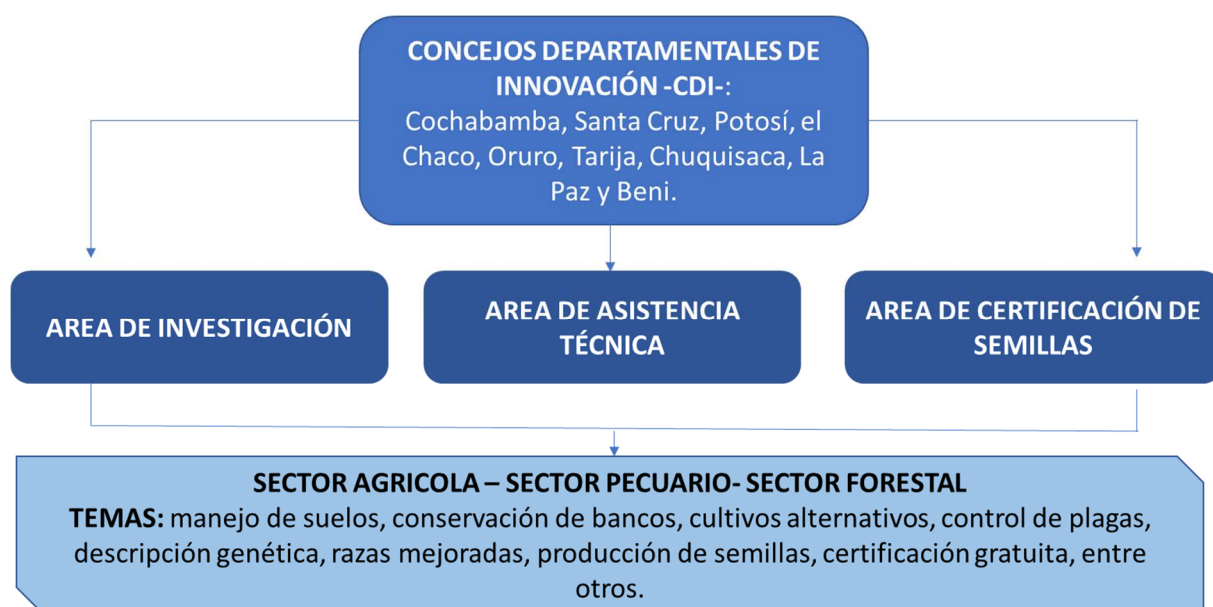 CONCEJOS DEPARTAMENTALES DE
INNOVACIÓN -CDI-:
Cochabamba, Santa Cruz, Potosí, el
Chaco, Oruro, Tarija, Chuquisaca, La
Paz y Beni.
AREA DE INVESTIGACIÓN
AREA DE ASISTENCIA
TÉCNICA
AREA DE CERTIFICACIÓN DE
SEMILLAS
SECTOR AGRICOLA – SECTOR PECUARIO- SECTOR FORESTAL
TEMAS: manejo de suelos, conservación de bancos, cultivos alternativos, control de plagas,
descripción genética, razas mejoradas, producción de semillas, certificación gratuita, entre
otros.